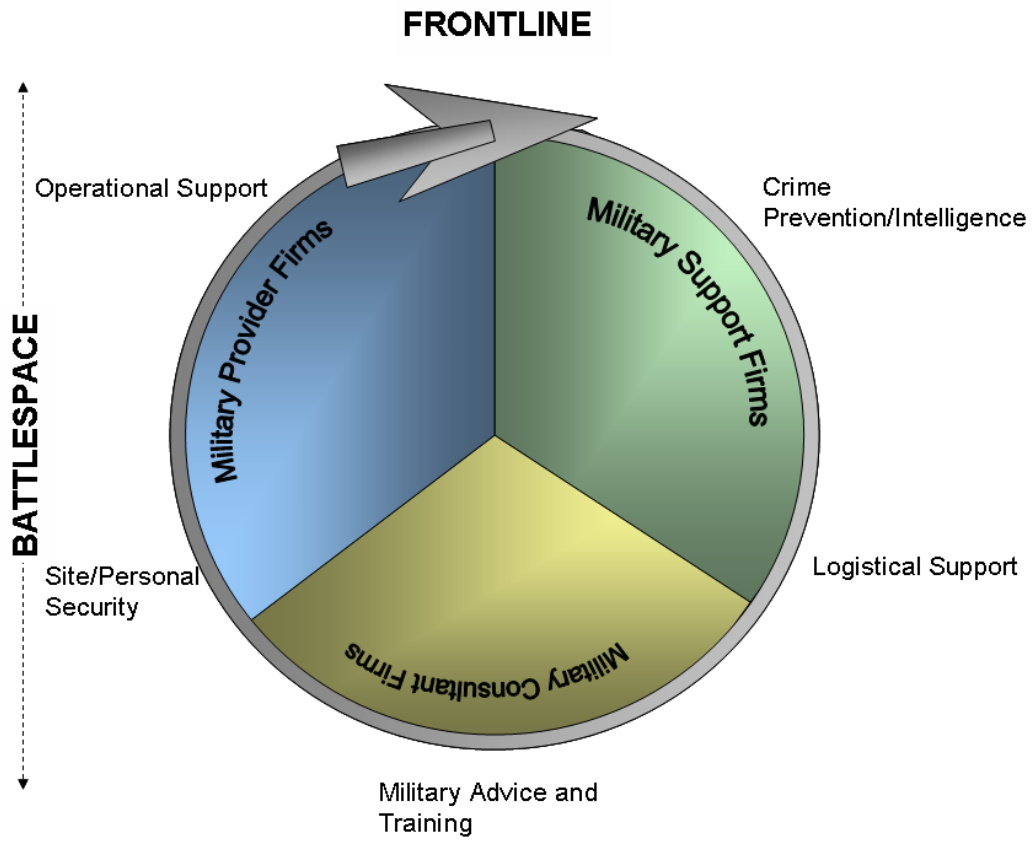 FRONTLINE
Operational Support
Crime
Prevention/Intelligence
Military Provider Firms
Military Support Firms
BATTLESPACE
Site/Personal
Security
Logistical Support
Military Consultant Firms
Military Advice and
Training